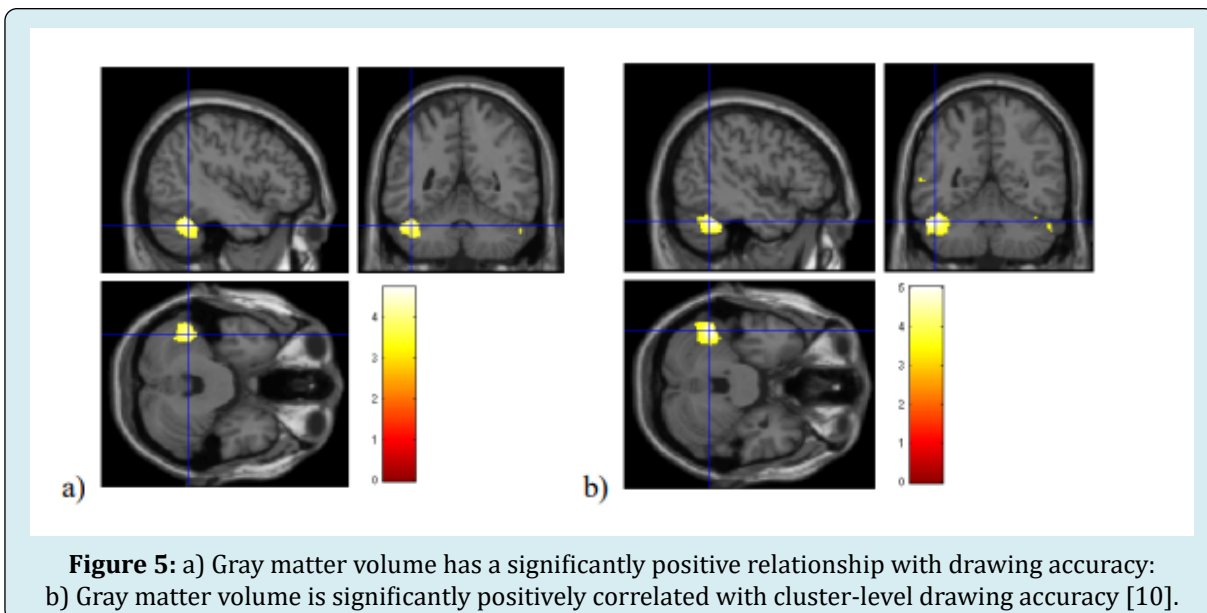 4
3
2
1
0
a)
5
4
3
2
1
0
b)
Figure 5: a) Gray matter volume has a significantly positive relationship with drawing accuracy:
b) Gray matter volume is significantly positively correlated with cluster-level drawing accuracy [10].